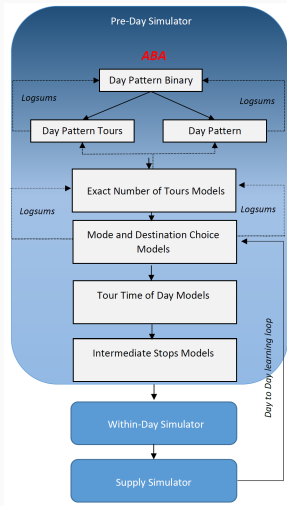 Pre-Day Simulator
ABA
Day Pattern Binary
Logsums
Logsums
Day Pattern Tours
Day Pattern
Exact Number of Tours Models
Logsums
Logsums
Mode and Destination Choice
Models
Tour Time of Day Models
Intermediate Stops Models
Day to Day learning loop
Within-Day Simulator
Supply Simulator